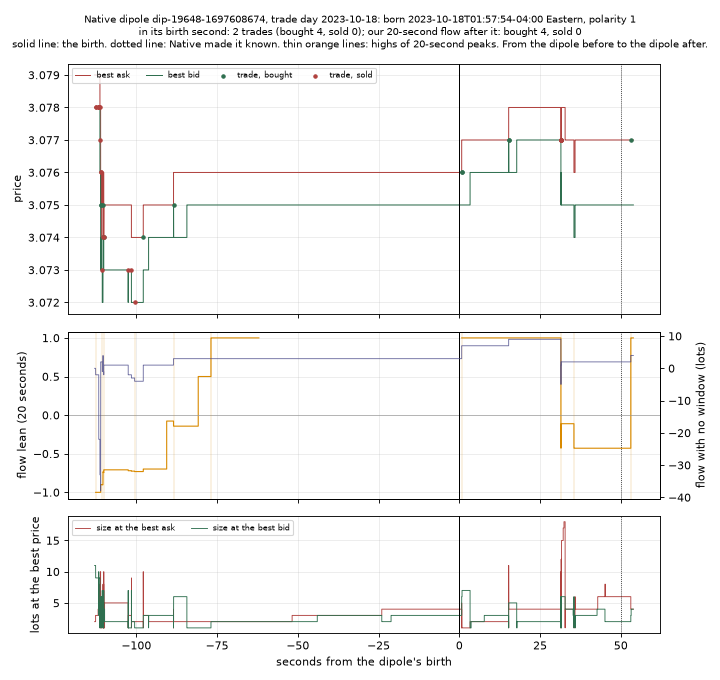 Native dipole dip-19648-1697608674, trade day 2023-10-18: born 2023-10-18T01:57:54-04:00 Eastern, polarity 1
in its birth second: 2 trades (bought 4, sold 0); our 20-second flow after it: bought 4, sold 0
solid line: the birth. dotted line: Native made it known. thin orange lines: highs of 20-second peaks. From the dipole before to the dipole after.
best ask best bid trade, bought trade, sold
3.079
3.078
3.077
3.076
3.075
3.074
3.073
3.072
price
1.0
0.5
0.0
−0.5
−1.0
flow lean (20 seconds)
10
0
−10
−20
−30
−40
flow with no window (lots)
size at the best ask size at the best bid
15
10
5
lots at the best price
−100 −75 −50 −25 0 25 50
seconds from the dipole's birth